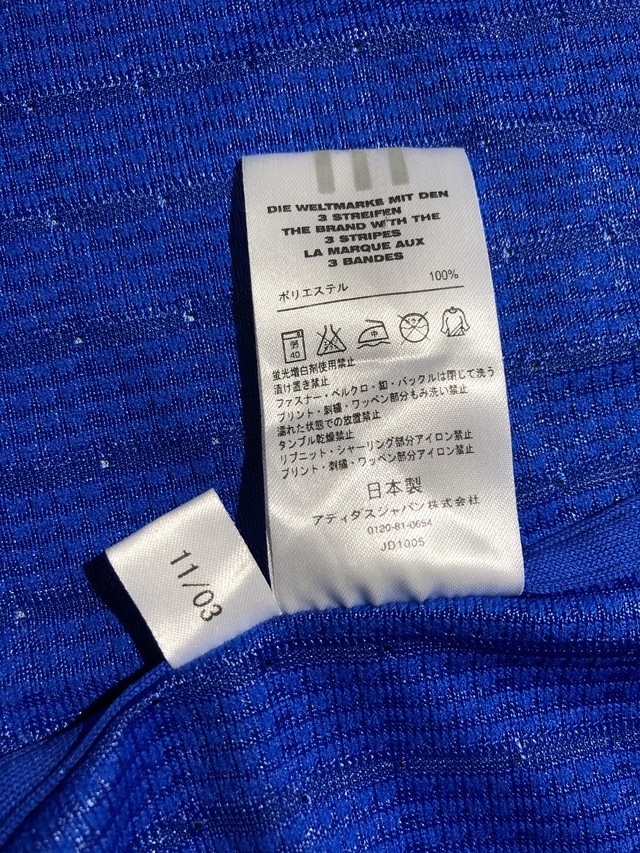 DIE WELTMARKE MIT DEN
3 STREIFEN
THE BRAND WITH THE
3 STRIPES
LA MARQUE AUX
3 BANDES
ポリエステル 100%
40
中
蛍光増白剤使用禁止
漬け置き禁止
ファスナー・ベルクロ・釦・バックルは閉じて洗う
プリント・刺繍・ワッペン部分もみ洗い禁止
濡れた状態での放置禁止
タンブル乾燥禁止
リブニット・シャーリング部分アイロン禁止
プリント・刺繍・ワッペン部分アイロン禁止
日本製
アディダスジャパン株式会社
0120-81-0654
JD1005
11/03